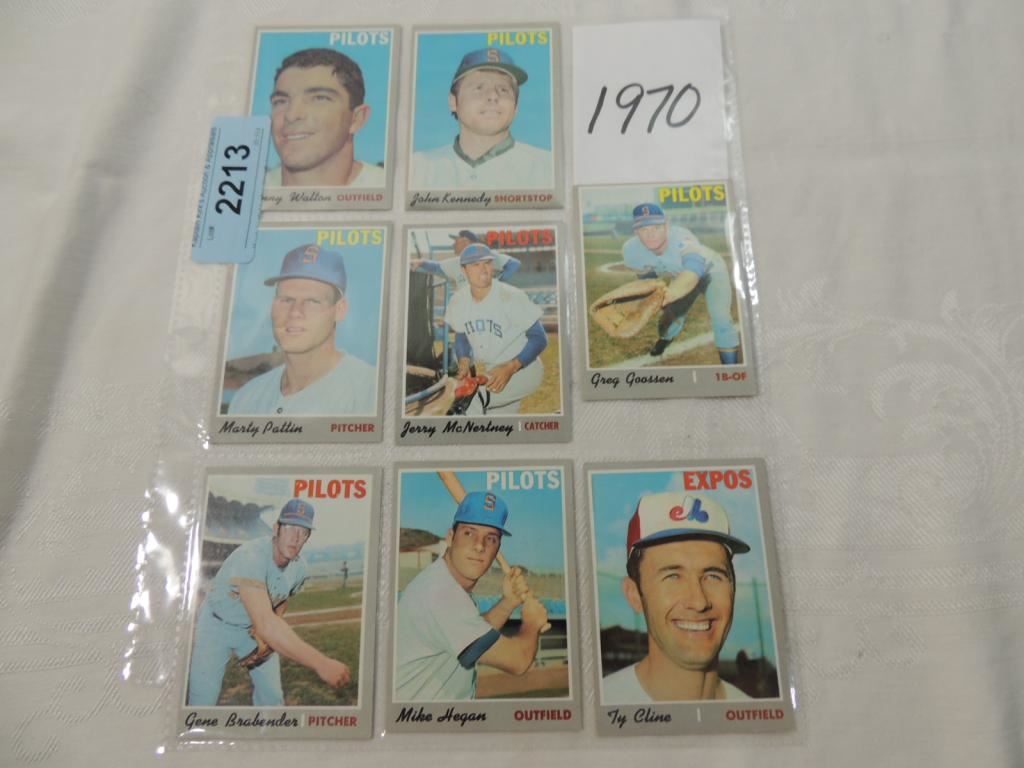 PILOTS
Walton OUTFIELD
PILOTS
S
John Kennedy SHORTSTOP
1970
Lot#
2213
PILOTS
S
Marty Pattin PITCHER
PILOTS
Jerry McNertney CATCHER
PILOTS
S
Greg Goossen 1B-OF
PILOTS
S
Gene Brabender PITCHER
PILOTS
S
Mike Hegan OUTFIELD
EXPOS
Ty Cline OUTFIELD